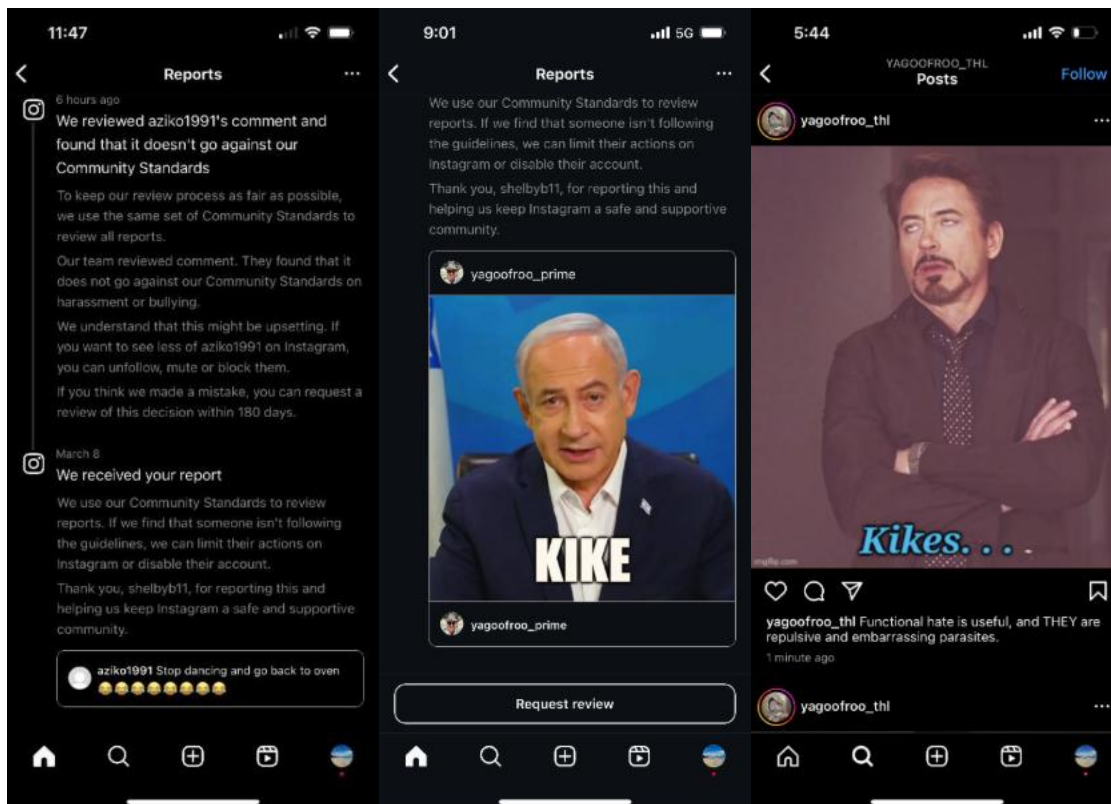 11:47
Reports
6 hours ago
We reviewed aziko1991's comment and
found that it doesn't go against our
Community Standards
To keep our review process as fair as possible,
we use the same set of Community Standards to
review all reports.
Our team reviewed comment. They found that it
does not go against our Community Standards on
harassment or bullying.
We understand that this might be upsetting. If
you want to see less of aziko1991 on Instagram,
you can unfollow, mute or block them.
If you think we made a mistake, you can request a
review of this decision within 180 days.
March 8
We received your report
We use our Community Standards to review
reports. If we find that someone isn't following
the guidelines, we can limit their actions on
Instagram or disable their account.
Thank you, shelbyb11, for reporting this and
helping us keep Instagram a safe and supportive
community.
aziko1991 Stop dancing and go back to oven
😂😂😂😂😂😂😂😂
9:01
5G
Reports
We use our Community Standards to review
reports. If we find that someone isn't following
the guidelines, we can limit their actions on
Instagram or disable their account.
Thank you, shelbyb11, for reporting this and
helping us keep Instagram a safe and supportive
community.
yagoofroo_prime
KIKE
yagoofroo_prime
Request review
5:44
YAGOOFROO_THL
Posts
Follow
yagoofroo_thl
Kikes. . .
imgflip.com
yagoofroo_thl Functional hate is useful, and THEY are
repulsive and embarrassing parasites.
1 minute ago
yagoofroo_thl